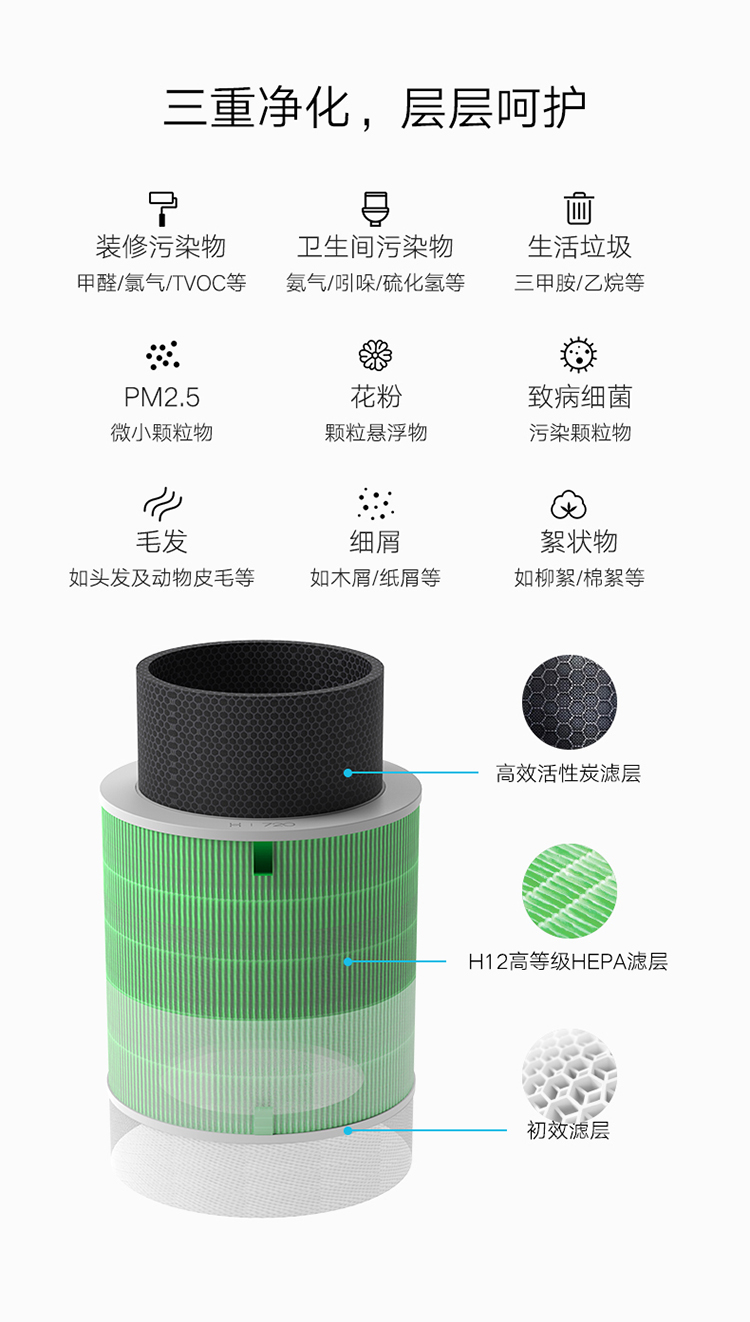 三重净化，层层呵护
装修污染物
甲醛/氯气/TVOC等
卫生间污染物
氨气/吲哚/硫化氢等
生活垃圾
三甲胺/乙烷等
PM2.5
微小颗粒物
花粉
颗粒悬浮物
致病细菌
污染颗粒物
毛发
如头发及动物皮毛等
细屑
如木屑/纸屑等
絮状物
如柳絮/棉絮等
高效活性炭滤层
H12高等级HEPA滤层
初效滤层